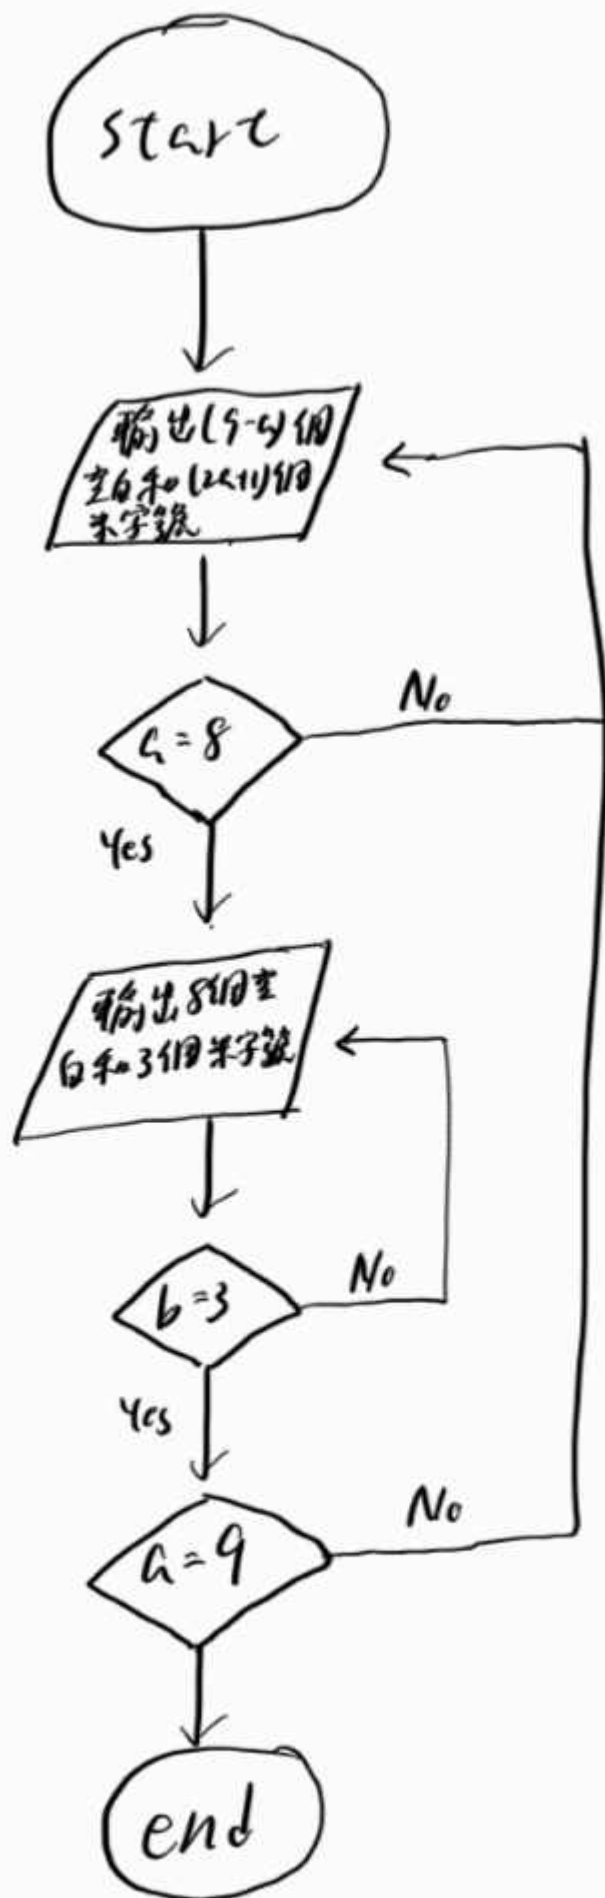 start
輸出(9-a)個
空白和(2a+1)個
米字號
a=8
No
Yes
輸出8個空
白和3個米字號
b=3
No
Yes
a=9
No
end